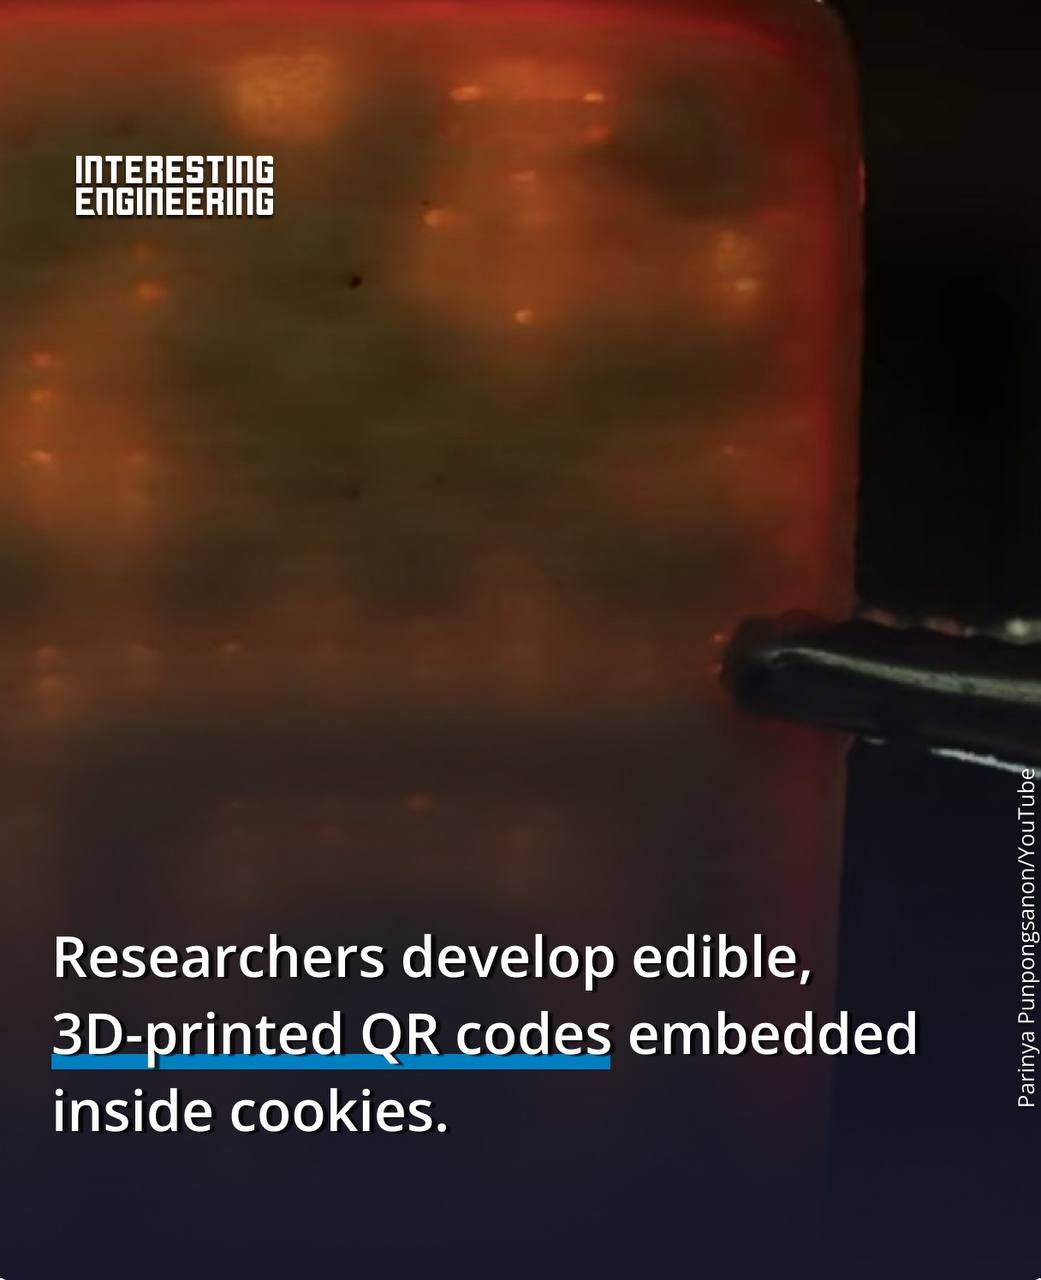 INTERESTING
ENGINEERING
Researchers develop edible,
3D-printed QR codes embedded
inside cookies.
Parinya Punpongsanon/YouTube